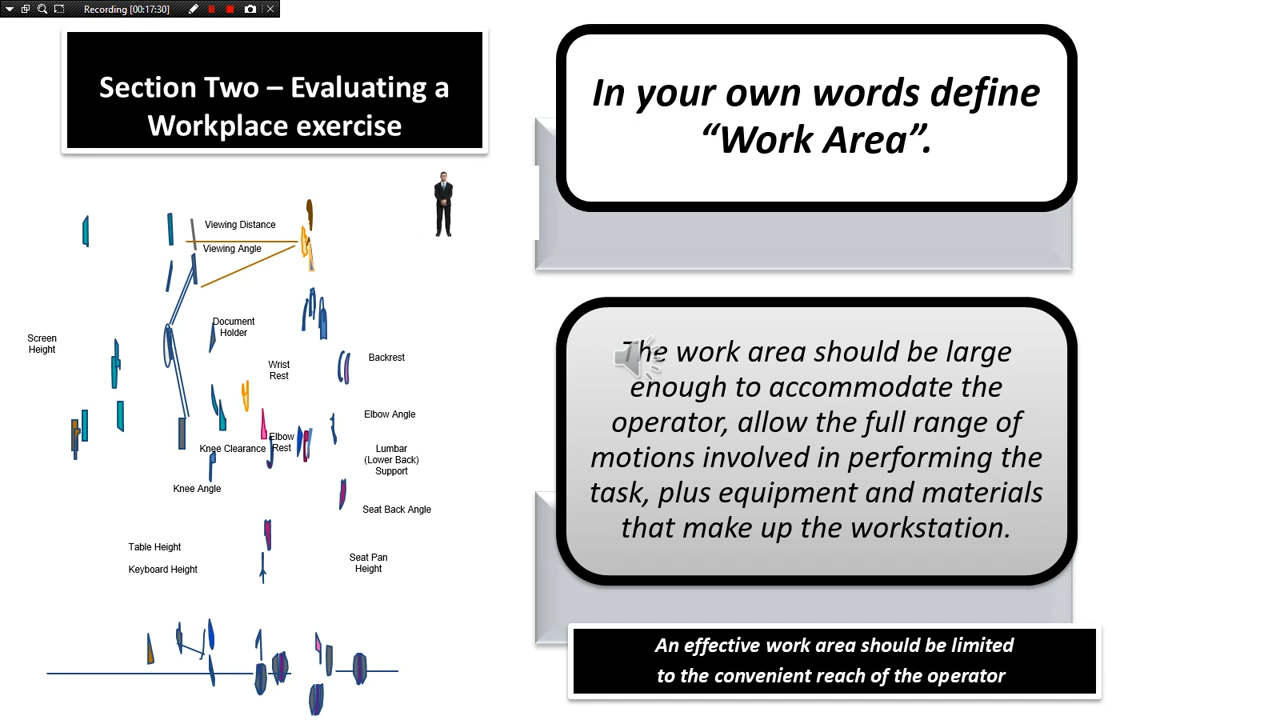 Recording [00:17:30]
Section Two – Evaluating a
Workplace exercise
In your own words define
“Work Area”.
Viewing Distance
Viewing Angle
Screen
Height
Document
Holder
Wrist
Rest
Backrest
Elbow Angle
Knee Clearance
Elbow
Rest
Lumbar
(Lower Back)
Support
Knee Angle
Seat Back Angle
Table Height
Keyboard Height
Seat Pan
Height
The work area should be large
enough to accommodate the
operator, allow the full range of
motions involved in performing the
task, plus equipment and materials
that make up the workstation.
An effective work area should be limited
to the convenient reach of the operator